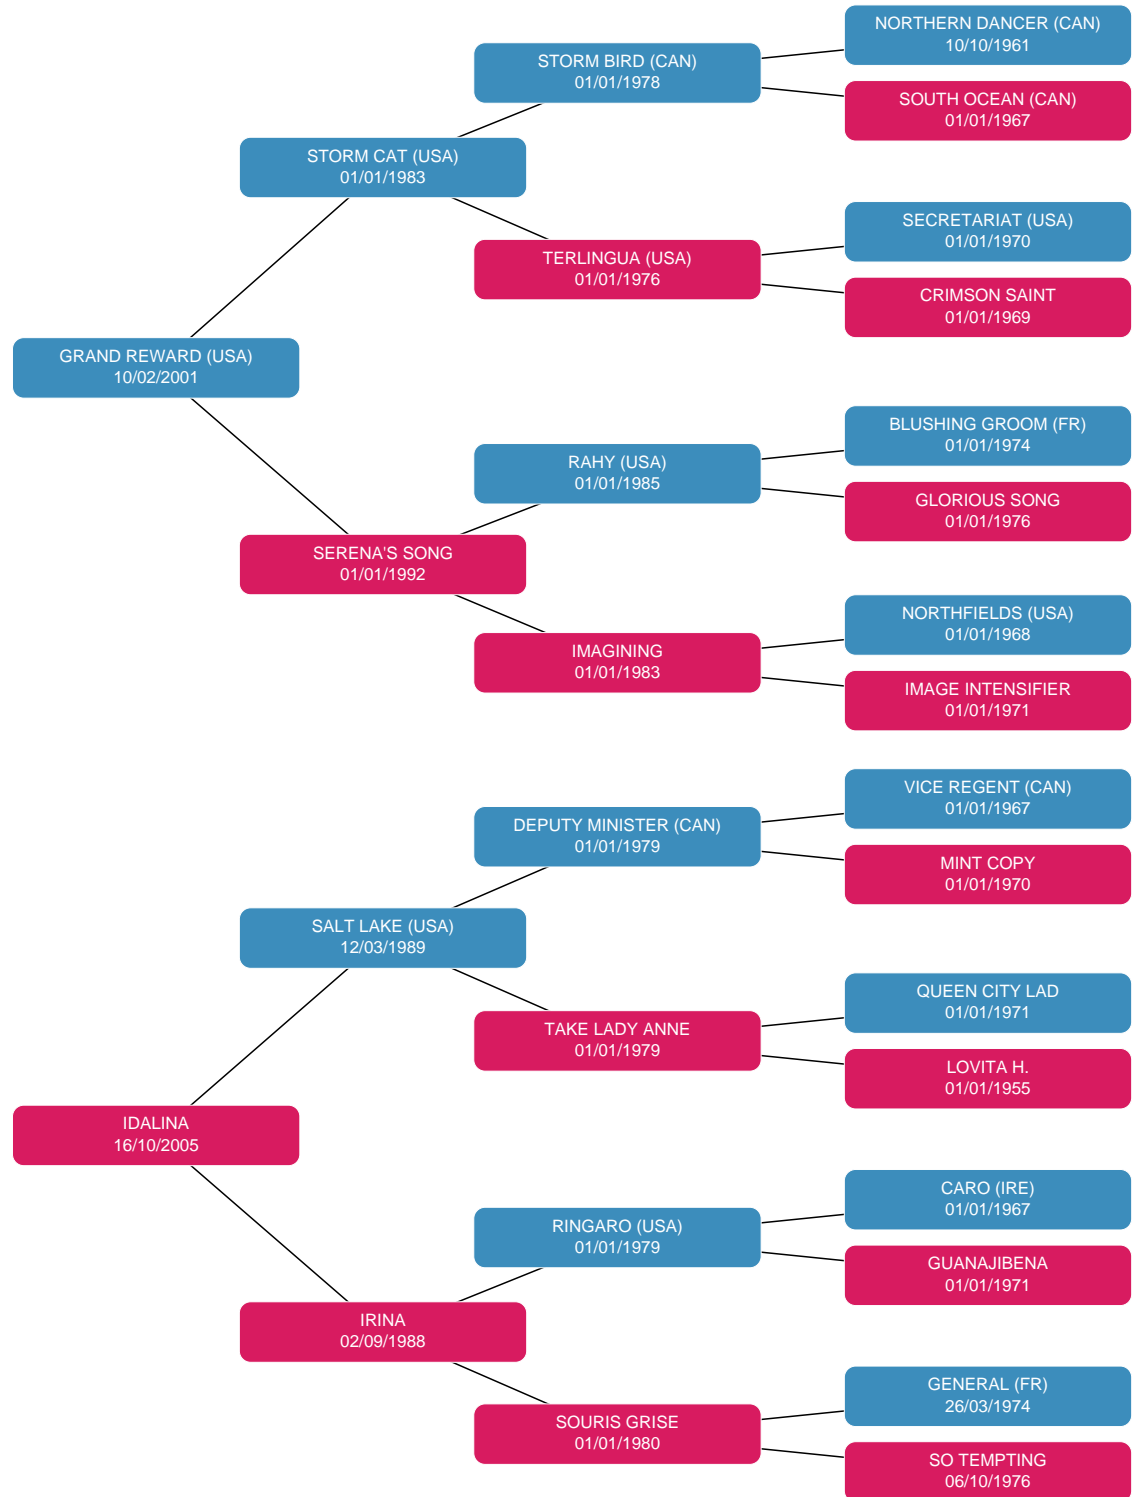 NORTHERN DANCER (CAN)
10/10/1961
STORM BIRD (CAN)
01/01/1978
SOUTH OCEAN (CAN)
01/01/1967
STORM CAT (USA)
01/01/1983
SECRETARIAT (USA)
01/01/1970
TERLINGUA (USA)
01/01/1976
CRIMSON SAINT
01/01/1969
GRAND REWARD (USA)
10/02/2001
BLUSHING GROOM (FR)
01/01/1974
RAHY (USA)
01/01/1985
GLORIOUS SONG
01/01/1976
SERENA'S SONG
01/01/1992
NORTHFIELDS (USA)
01/01/1968
IMAGINING
01/01/1983
IMAGE INTENSIFIER
01/01/1971
VICE REGENT (CAN)
01/01/1967
DEPUTY MINISTER (CAN)
01/01/1979
MINT COPY
01/01/1970
SALT LAKE (USA)
12/03/1989
QUEEN CITY LAD
01/01/1971
TAKE LADY ANNE
01/01/1979
LOVITA H.
01/01/1955
IDALINA
16/10/2005
CARO (IRE)
01/01/1967
RINGARO (USA)
01/01/1979
GUANAJIBENA
01/01/1971
IRINA
02/09/1988
GENERAL (FR)
26/03/1974
SOURIS GRISE
01/01/1980
SO TEMPTING
06/10/1976